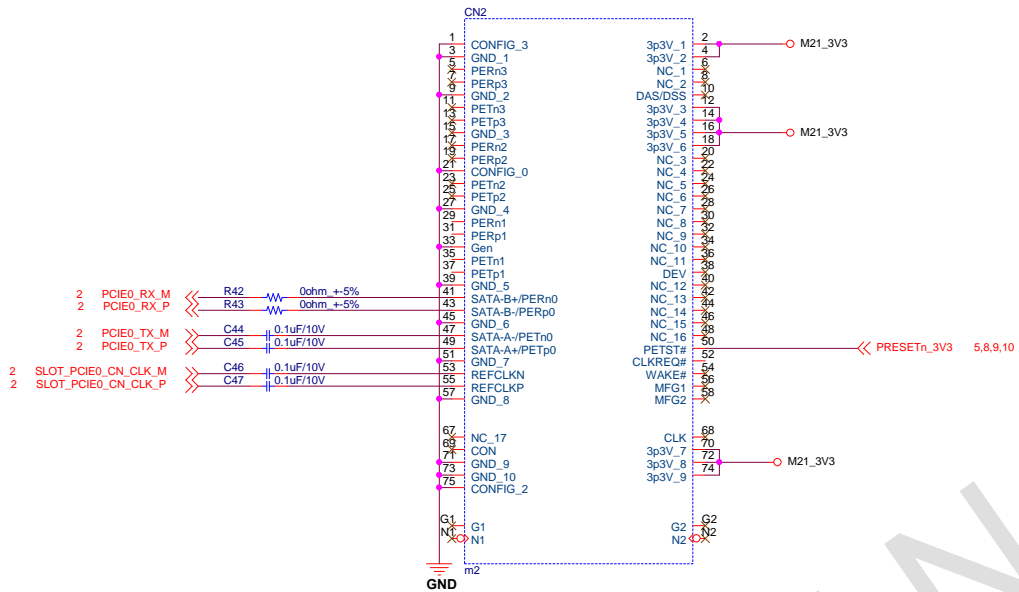 CN2
1 CONFIG_3 3p3V_1 2 M21_3V3
3 GND_1 3p3V_2 4
5 PERn3 NC_1 6
7 PERp3 NC_2 8
9 GND_2 DAS/DSS 10
11 PETn3 3p3V_3 12
13 PETp3 3p3V_4 14
15 GND_3 3p3V_5 16 M21_3V3
17 PERn2 3p3V_6 18
19 PERp2 NC_3 20
21 CONFIG_0 NC_4 22
23 PETn2 NC_5 24
25 PETp2 NC_6 26
27 GND_4 NC_7 28
29 PERn1 NC_8 30
31 PERp1 NC_9 32
33 Gen NC_10 34
35 PETn1 NC_11 36
37 PETp1 DEV 38
39 GND_5 NC_12 40
2 PCIE0_RX_M R42 0ohm_+-5% 41 SATA-B+/PERn0 NC_13 42
2 PCIE0_RX_P R43 0ohm_+-5% 43 SATA-B-/PERp0 NC_14 44
45 GND_6 NC_15 46
2 PCIE0_TX_M C44 0.1uF/10V 47 SATA-A-/PETn0 NC_16 48
2 PCIE0_TX_P C45 0.1uF/10V 49 SATA-A+/PETp0 PETST# 50 PRESETn_3V3 5,8,9,10
51 GND_7 CLKREQ# 52
2 SLOT_PCIE0_CN_CLK_M C46 0.1uF/10V 53 REFCLKN WAKE# 54
2 SLOT_PCIE0_CN_CLK_P C47 0.1uF/10V 55 REFCLKP MFG1 56
57 GND_8 MFG2 58
67 NC_17 CLK 68
69 CON 3p3V_7 70
71 GND_9 3p3V_8 72 M21_3V3
73 GND_10 3p3V_9 74
75 CONFIG_2
G1 G1 G2 G2
N1 N1 N2 N2
m2
GND